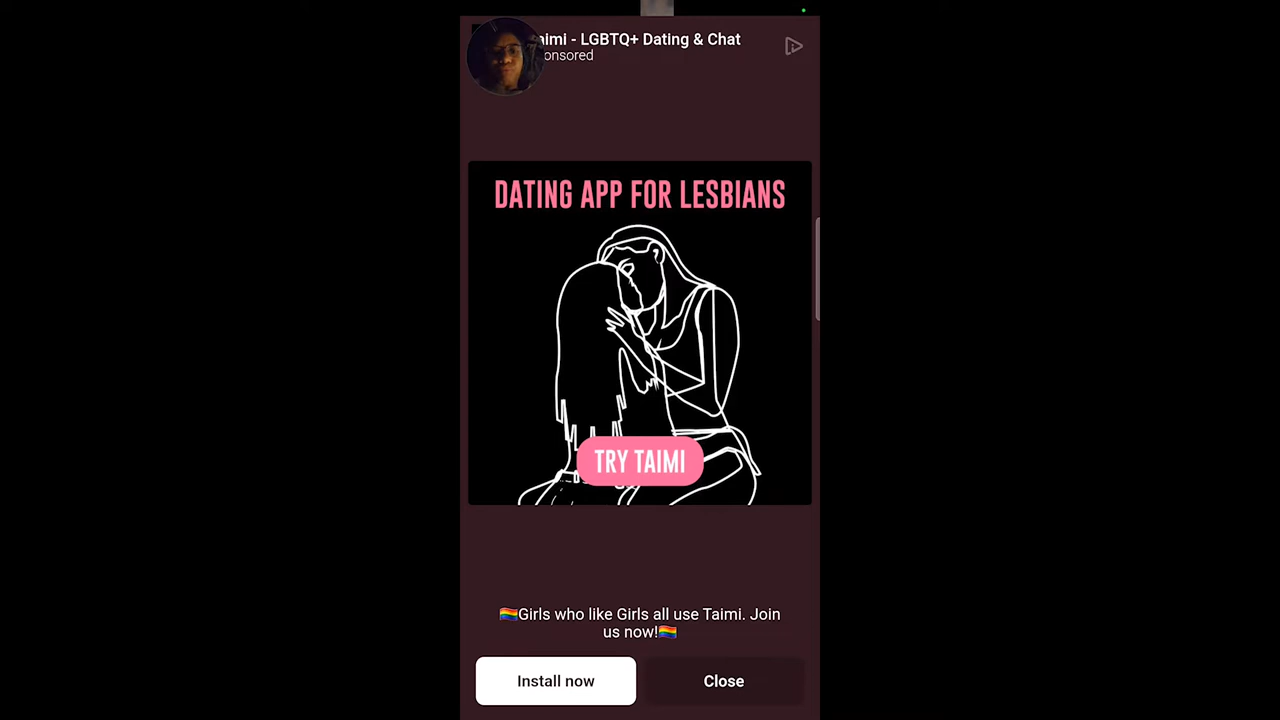 aimi - LGBTQ+ Dating & Chat
onsored
DATING APP FOR LESBIANS
TRY TAIMI
🏳️‍🌈Girls who like Girls all use Taimi. Join
us now!🏳️‍🌈
Install now
Close